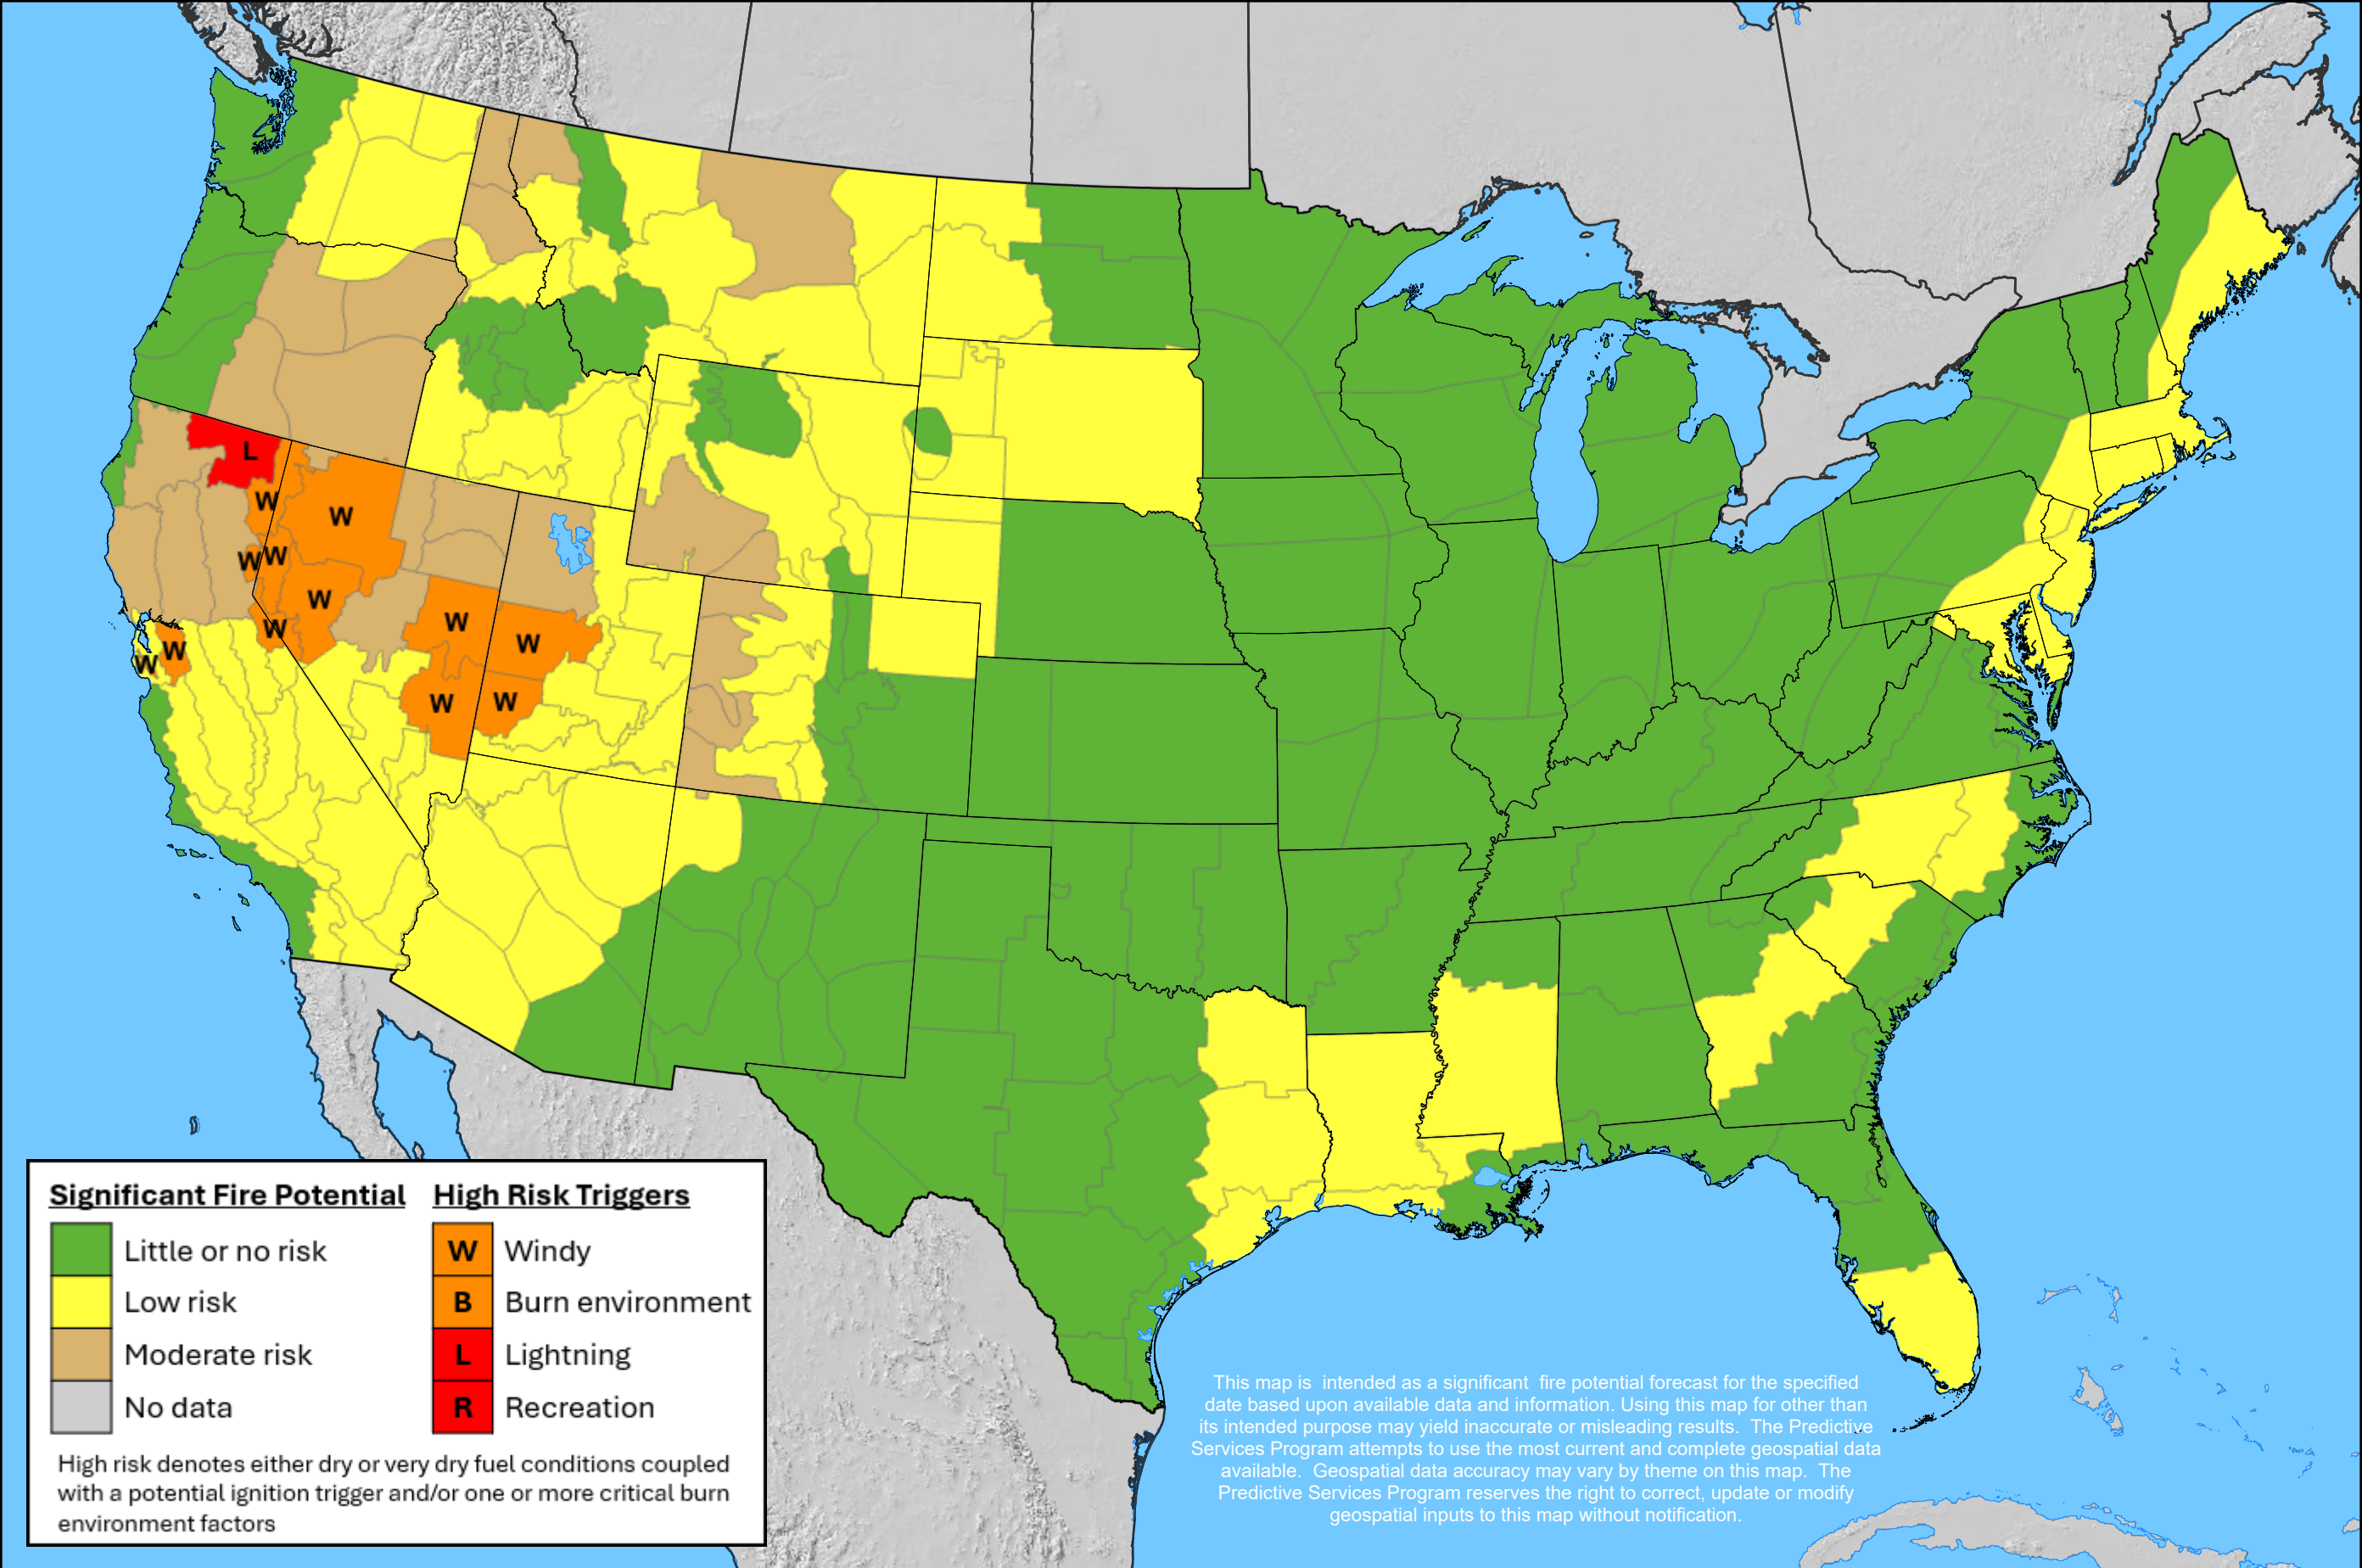 L
W
W
W
W
W
W
W
W
W
W
W
W
Significant Fire Potential
Little or no risk
Low risk
Moderate risk
No data
High Risk Triggers
W Windy
B Burn environment
L Lightning
R Recreation
High risk denotes either dry or very dry fuel conditions coupled
with a potential ignition trigger and/or one or more critical burn
environment factors
This map is intended as a significant fire potential forecast for the specified
date based upon available data and information. Using this map for other than
its intended purpose may yield inaccurate or misleading results. The Predictive
Services Program attempts to use the most current and complete geospatial data
available. Geospatial data accuracy may vary by theme on this map. The
Predictive Services Program reserves the right to correct, update or modify
geospatial inputs to this map without notification.